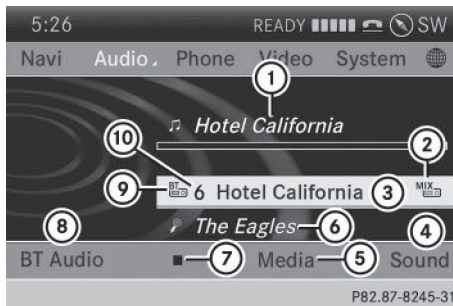 5:26 READY SW
Navi Audio Phone Video System
1
Hotel California
10 2
9 BT 6 Hotel California 3 MIX
8 The Eagles 6 4
BT Audio 7 Media 5 Sound
P82.87-8245-31